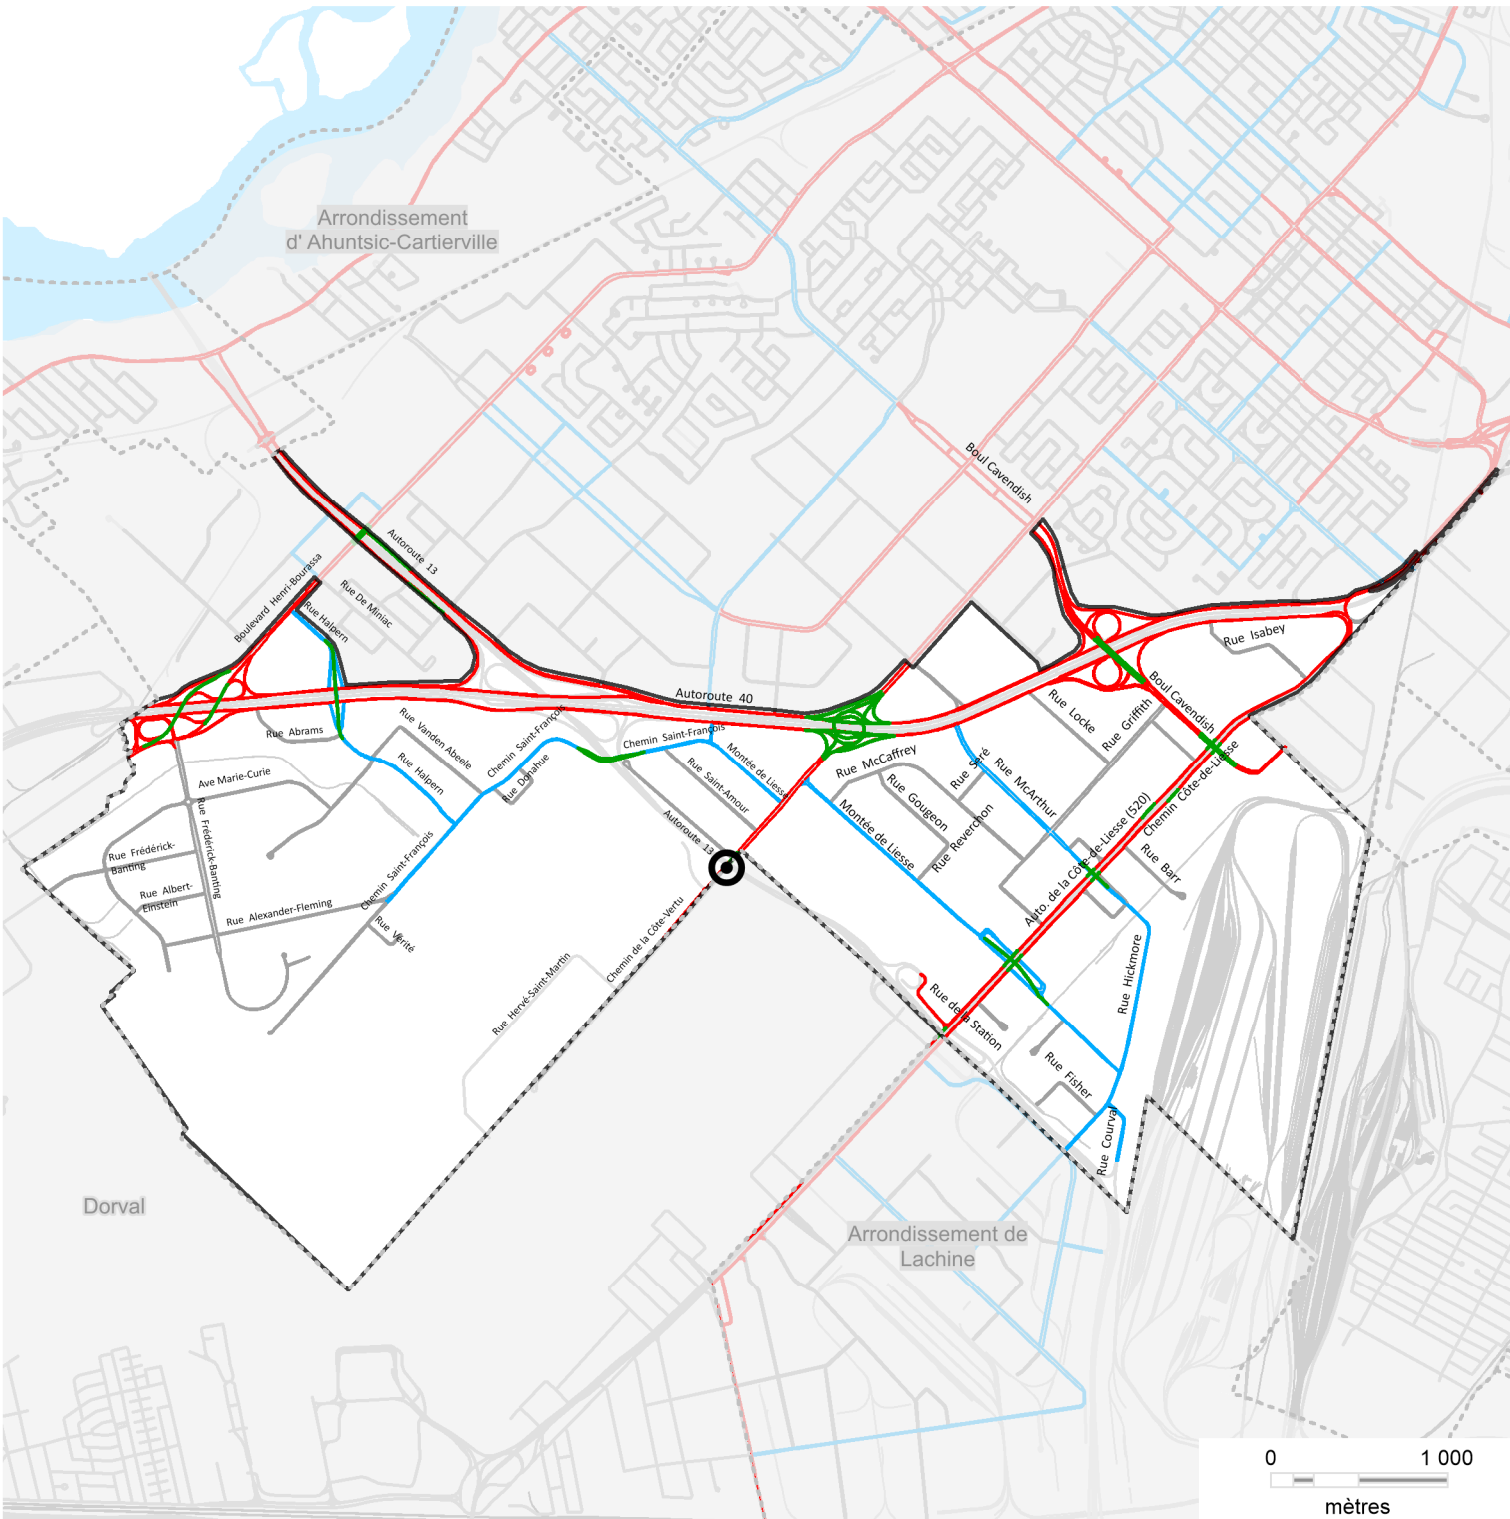 Arrondissement
d' Ahuntsic-Cartierville
Boul Cavendish
Autoroute 13
Boulevard Henri-Bourassa
Rue De Miniac
Rue Halpern
Rue Isabey
Autoroute 40
Boul Cavendish
Rue Locke
Rue Griffith
Rue Abrams
Rue Vanden Abeele
Chemin Saint-François
Chemin Saint-François
Rue Halpern
Rue Donahue
Montée de Liesse
Rue Saint-Amour
Rue McCaffrey
Rue Séré
Rue McArthur
Chemin Côte-de-Liesse
Ave Marie-Curie
Rue Frédérick-Banting
Rue Gougeon
Rue Reverchon
Montée de Liesse
Autoroute 13
Auto. de la Côte-de-Liesse (520)
Rue Barr
Rue Frédérick-
Banting
Rue Albert-
Einstein
Rue Alexander-Fleming
Chemin Saint-François
Rue Vérité
Chemin de la Côte-Vertu
Rue Hervé-Saint-Martin
Rue de la Station
Rue Hickmore
Rue Fisher
Rue Courval
Dorval
Arrondissement de
Lachine
0 1 000
mètres